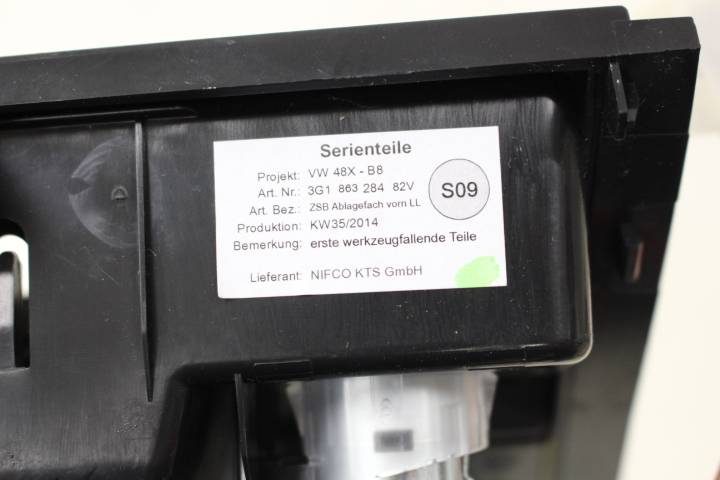 Serienteile
Projekt: VW 48X - B8
Art. Nr.: 3G1 863 284 82V
Art. Bez.: ZSB Ablagefach vorn LL
S09
Produktion: KW35/2014
Bemerkung: erste werkzeugfallende Teile
Lieferant: NIFCO KTS GmbH